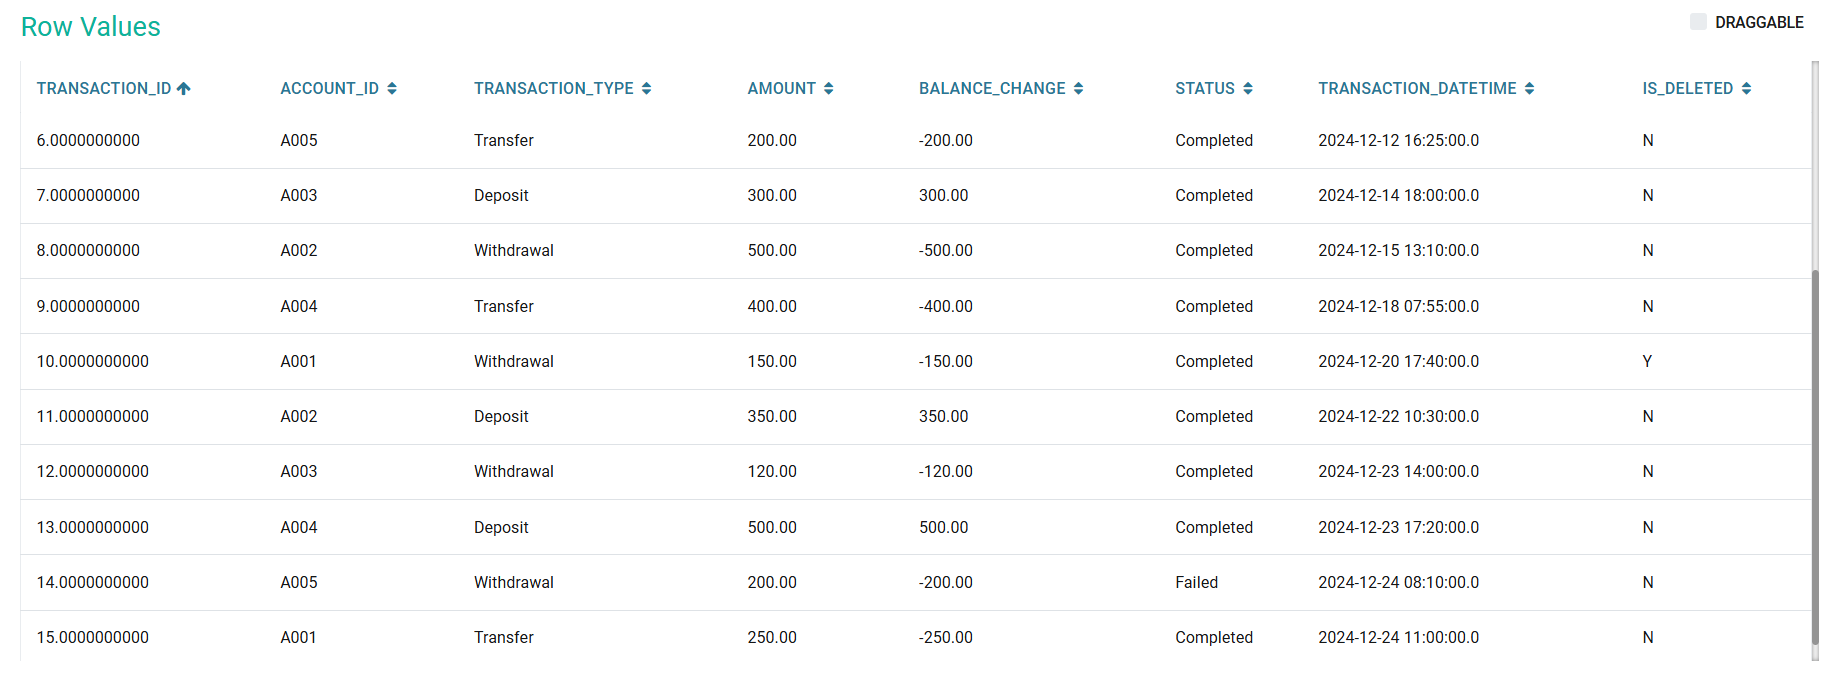 Row Values
DRAGGABLE
TRANSACTION_ID ACCOUNT_ID TRANSACTION_TYPE AMOUNT BALANCE_CHANGE STATUS TRANSACTION_DATETIME IS_DELETED
6.0000000000 A005 Transfer 200.00 -200.00 Completed 2024-12-12 16:25:00.0 N
7.0000000000 A003 Deposit 300.00 300.00 Completed 2024-12-14 18:00:00.0 N
8.0000000000 A002 Withdrawal 500.00 -500.00 Completed 2024-12-15 13:10:00.0 N
9.0000000000 A004 Transfer 400.00 -400.00 Completed 2024-12-18 07:55:00.0 N
10.0000000000 A001 Withdrawal 150.00 -150.00 Completed 2024-12-20 17:40:00.0 Y
11.0000000000 A002 Deposit 350.00 350.00 Completed 2024-12-22 10:30:00.0 N
12.0000000000 A003 Withdrawal 120.00 -120.00 Completed 2024-12-23 14:00:00.0 N
13.0000000000 A004 Deposit 500.00 500.00 Completed 2024-12-23 17:20:00.0 N
14.0000000000 A005 Withdrawal 200.00 -200.00 Failed 2024-12-24 08:10:00.0 N
15.0000000000 A001 Transfer 250.00 -250.00 Completed 2024-12-24 11:00:00.0 N